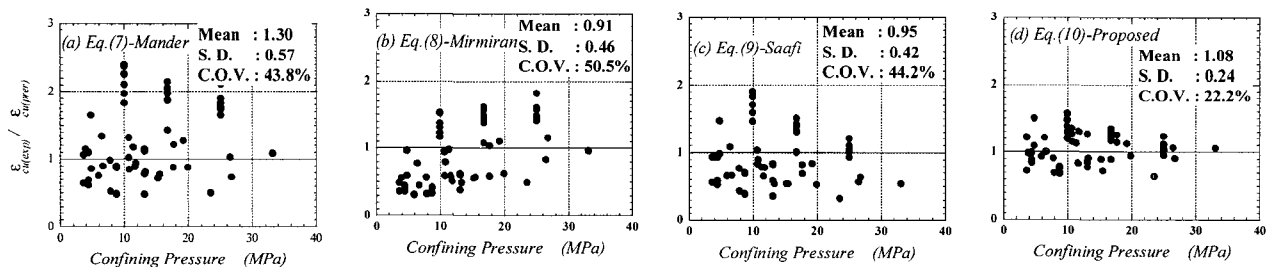 ε cu(exp) / ε cu(pre)
3
2
1
0
(a) Eq.(7)-Mander
Mean : 1.30
S. D. : 0.57
C.O.V. : 43.8%
0 10 20 30 40
Confining Pressure (MPa)
3
2
1
0
(b) Eq.(8)-Mirmiran
Mean : 0.91
S. D. : 0.46
C.O.V. : 50.5%
0 10 20 30 40
Confining Pressure (MPa)
3
2
1
0
(c) Eq.(9)-Saafi
Mean : 0.95
S. D. : 0.42
C.O.V. : 44.2%
0 10 20 30 40
Confining Pressure (MPa)
3
2
1
0
(d) Eq.(10)-Proposed
Mean : 1.08
S. D. : 0.24
C.O.V. : 22.2%
0 10 20 30 40
Confining Pressure (MPa)